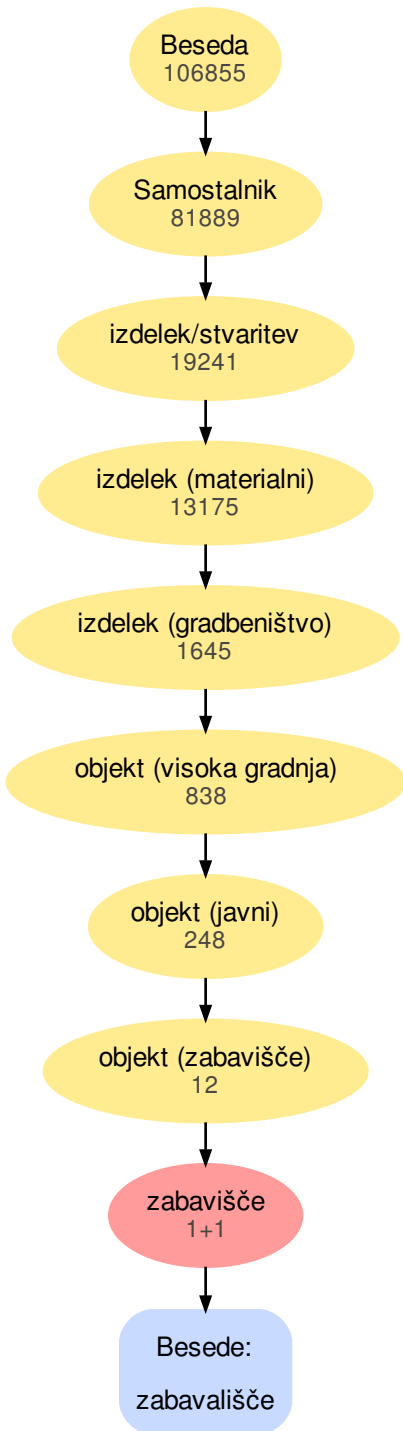 Beseda
106855
Samostalnik
81889
izdelek/stvaritev
19241
izdelek (materialni)
13175
izdelek (gradbeništvo)
1645
objekt (visoka gradnja)
838
objekt (javni)
248
objekt (zabavišče)
12
zabavišče
1+1
Besede:
zabavališče